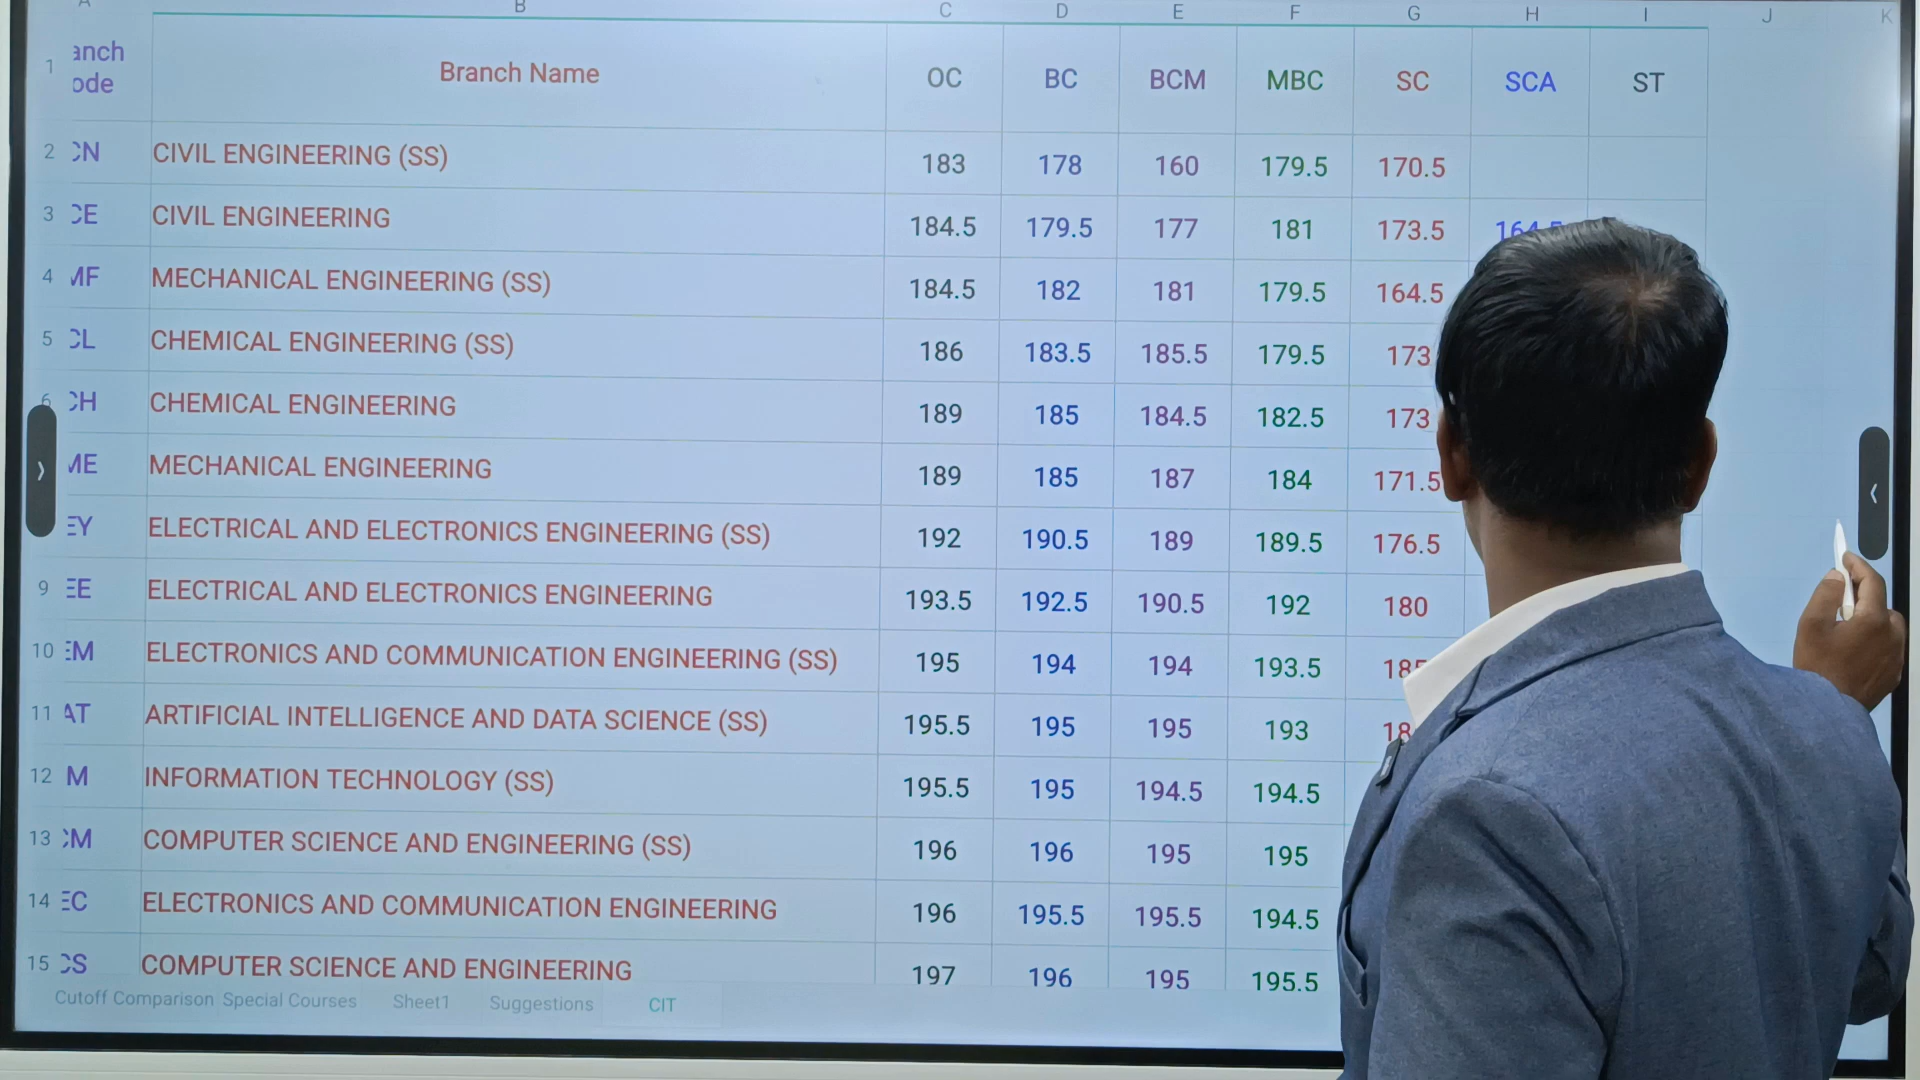 A B C D E F G H I J K
1 anch ode Branch Name OC BC BCM MBC SC SCA ST
2 CN CIVIL ENGINEERING (SS) 183 178 160 179.5 170.5
3 CE CIVIL ENGINEERING 184.5 179.5 177 181 173.5 164.5
4 MF MECHANICAL ENGINEERING (SS) 184.5 182 181 179.5 164.5
5 CL CHEMICAL ENGINEERING (SS) 186 183.5 185.5 179.5 173
6 CH CHEMICAL ENGINEERING 189 185 184.5 182.5 173
ME MECHANICAL ENGINEERING 189 185 187 184 171.5
EY ELECTRICAL AND ELECTRONICS ENGINEERING (SS) 192 190.5 189 189.5 176.5
9 EE ELECTRICAL AND ELECTRONICS ENGINEERING 193.5 192.5 190.5 192 180
10 EM ELECTRONICS AND COMMUNICATION ENGINEERING (SS) 195 194 194 193.5
11 AT ARTIFICIAL INTELLIGENCE AND DATA SCIENCE (SS) 195.5 195 195 193
12 M INFORMATION TECHNOLOGY (SS) 195.5 195 194.5 194.5
13 CM COMPUTER SCIENCE AND ENGINEERING (SS) 196 196 195 195
14 EC ELECTRONICS AND COMMUNICATION ENGINEERING 196 195.5 195.5 194.5
15 CS COMPUTER SCIENCE AND ENGINEERING 197 196 195 195.5
Cutoff Comparison Special Courses Sheet1 Suggestions CIT